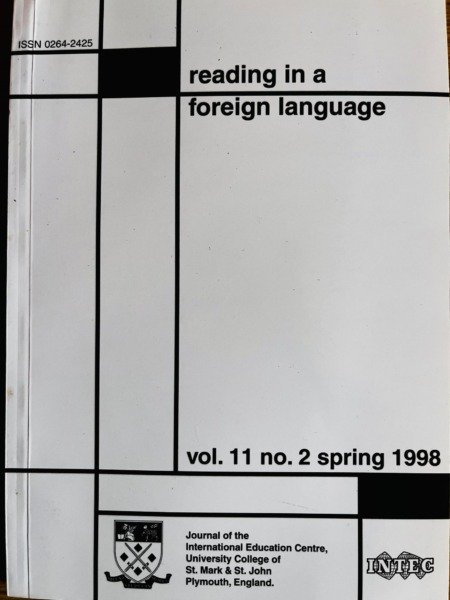 ISSN 0264-2425
reading in a
foreign language
vol. 11 no. 2 spring 1998
Journal of the
International Education Centre,
University College of
St. Mark & St. John
Plymouth, England.
INTEC